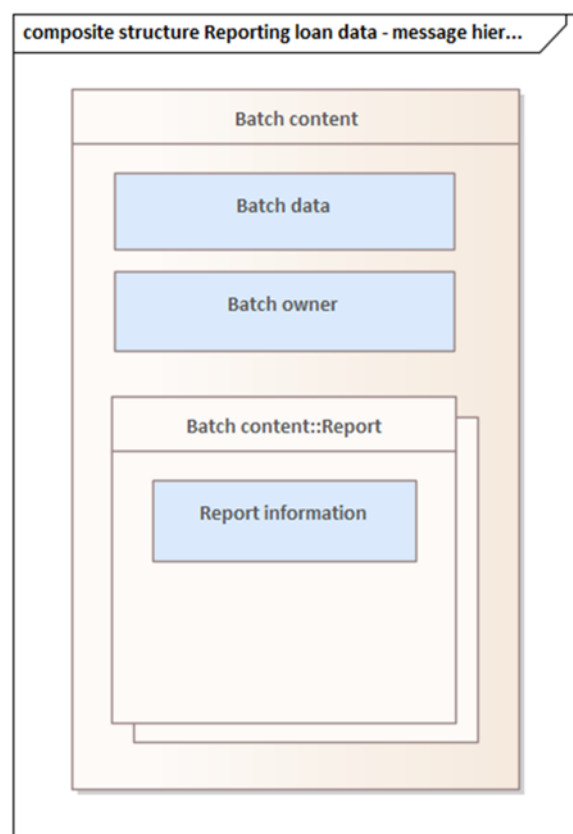 composite structure Reporting loan data - message hier...
Batch content
Batch data
Batch owner
Batch content::Report
Report information